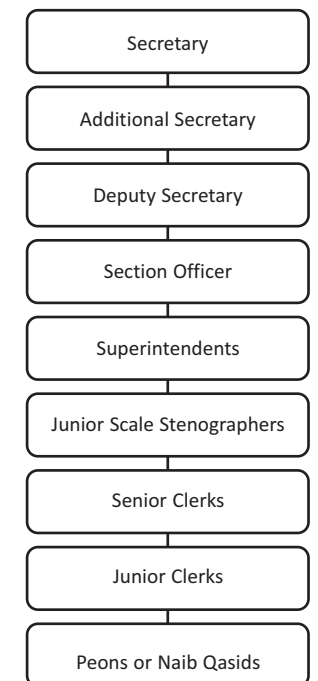 Secretary
Additional Secretary
Deputy Secretary
Section Officer
Superintendents
Junior Scale Stenographers
Senior Clerks
Junior Clerks
Peons or Naib Qasids